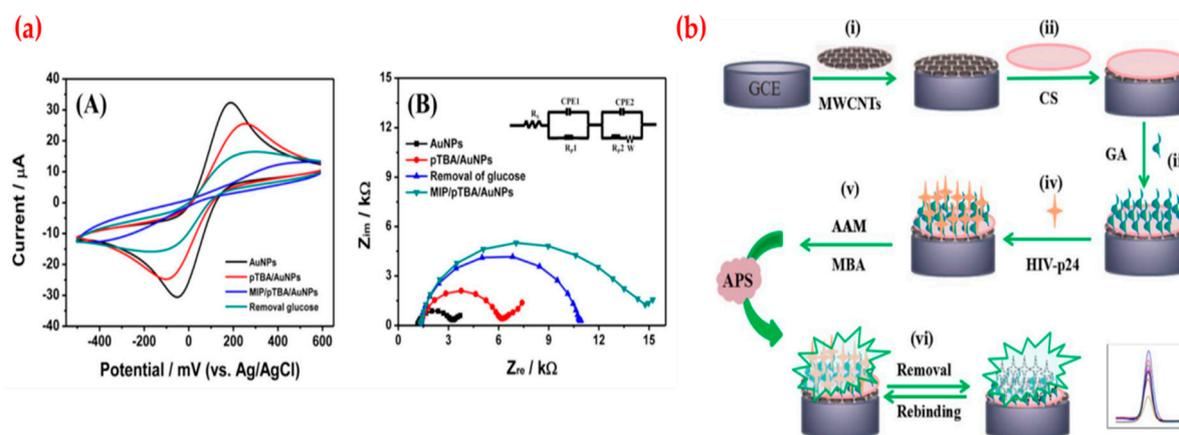 (a)
(A)
Current / μA
40
30
20
10
0
-10
-20
-30
-40
-400
-200
0
200
400
600
Potential / mV (vs. Ag/AgCl)
AuNPs
pTBA/AuNPs
MIP/pTBA/AuNPs
Removal glucose
(B)
Zim / kΩ
15
12
9
6
3
0
0
3
6
9
12
15
Zre / kΩ
CPE1
CPE2
Rs
Rp1
Rp2 W
AuNPs
pTBA/AuNPs
Removal of glucose
MIP/pTBA/AuNPs
(b)
(i)
(ii)
GCE
MWCNTs
CS
GA
(ii
(iv)
HIV-p24
(v)
AAM
MBA
APS
(vi)
Removal
Rebinding